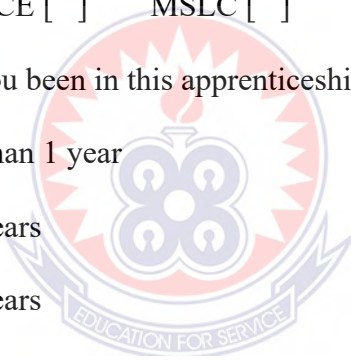 CE [ ] MSLC [ ]
ou been in this apprenticeshi
han 1 year
ears
ears
EDUCATION FOR SERVICE